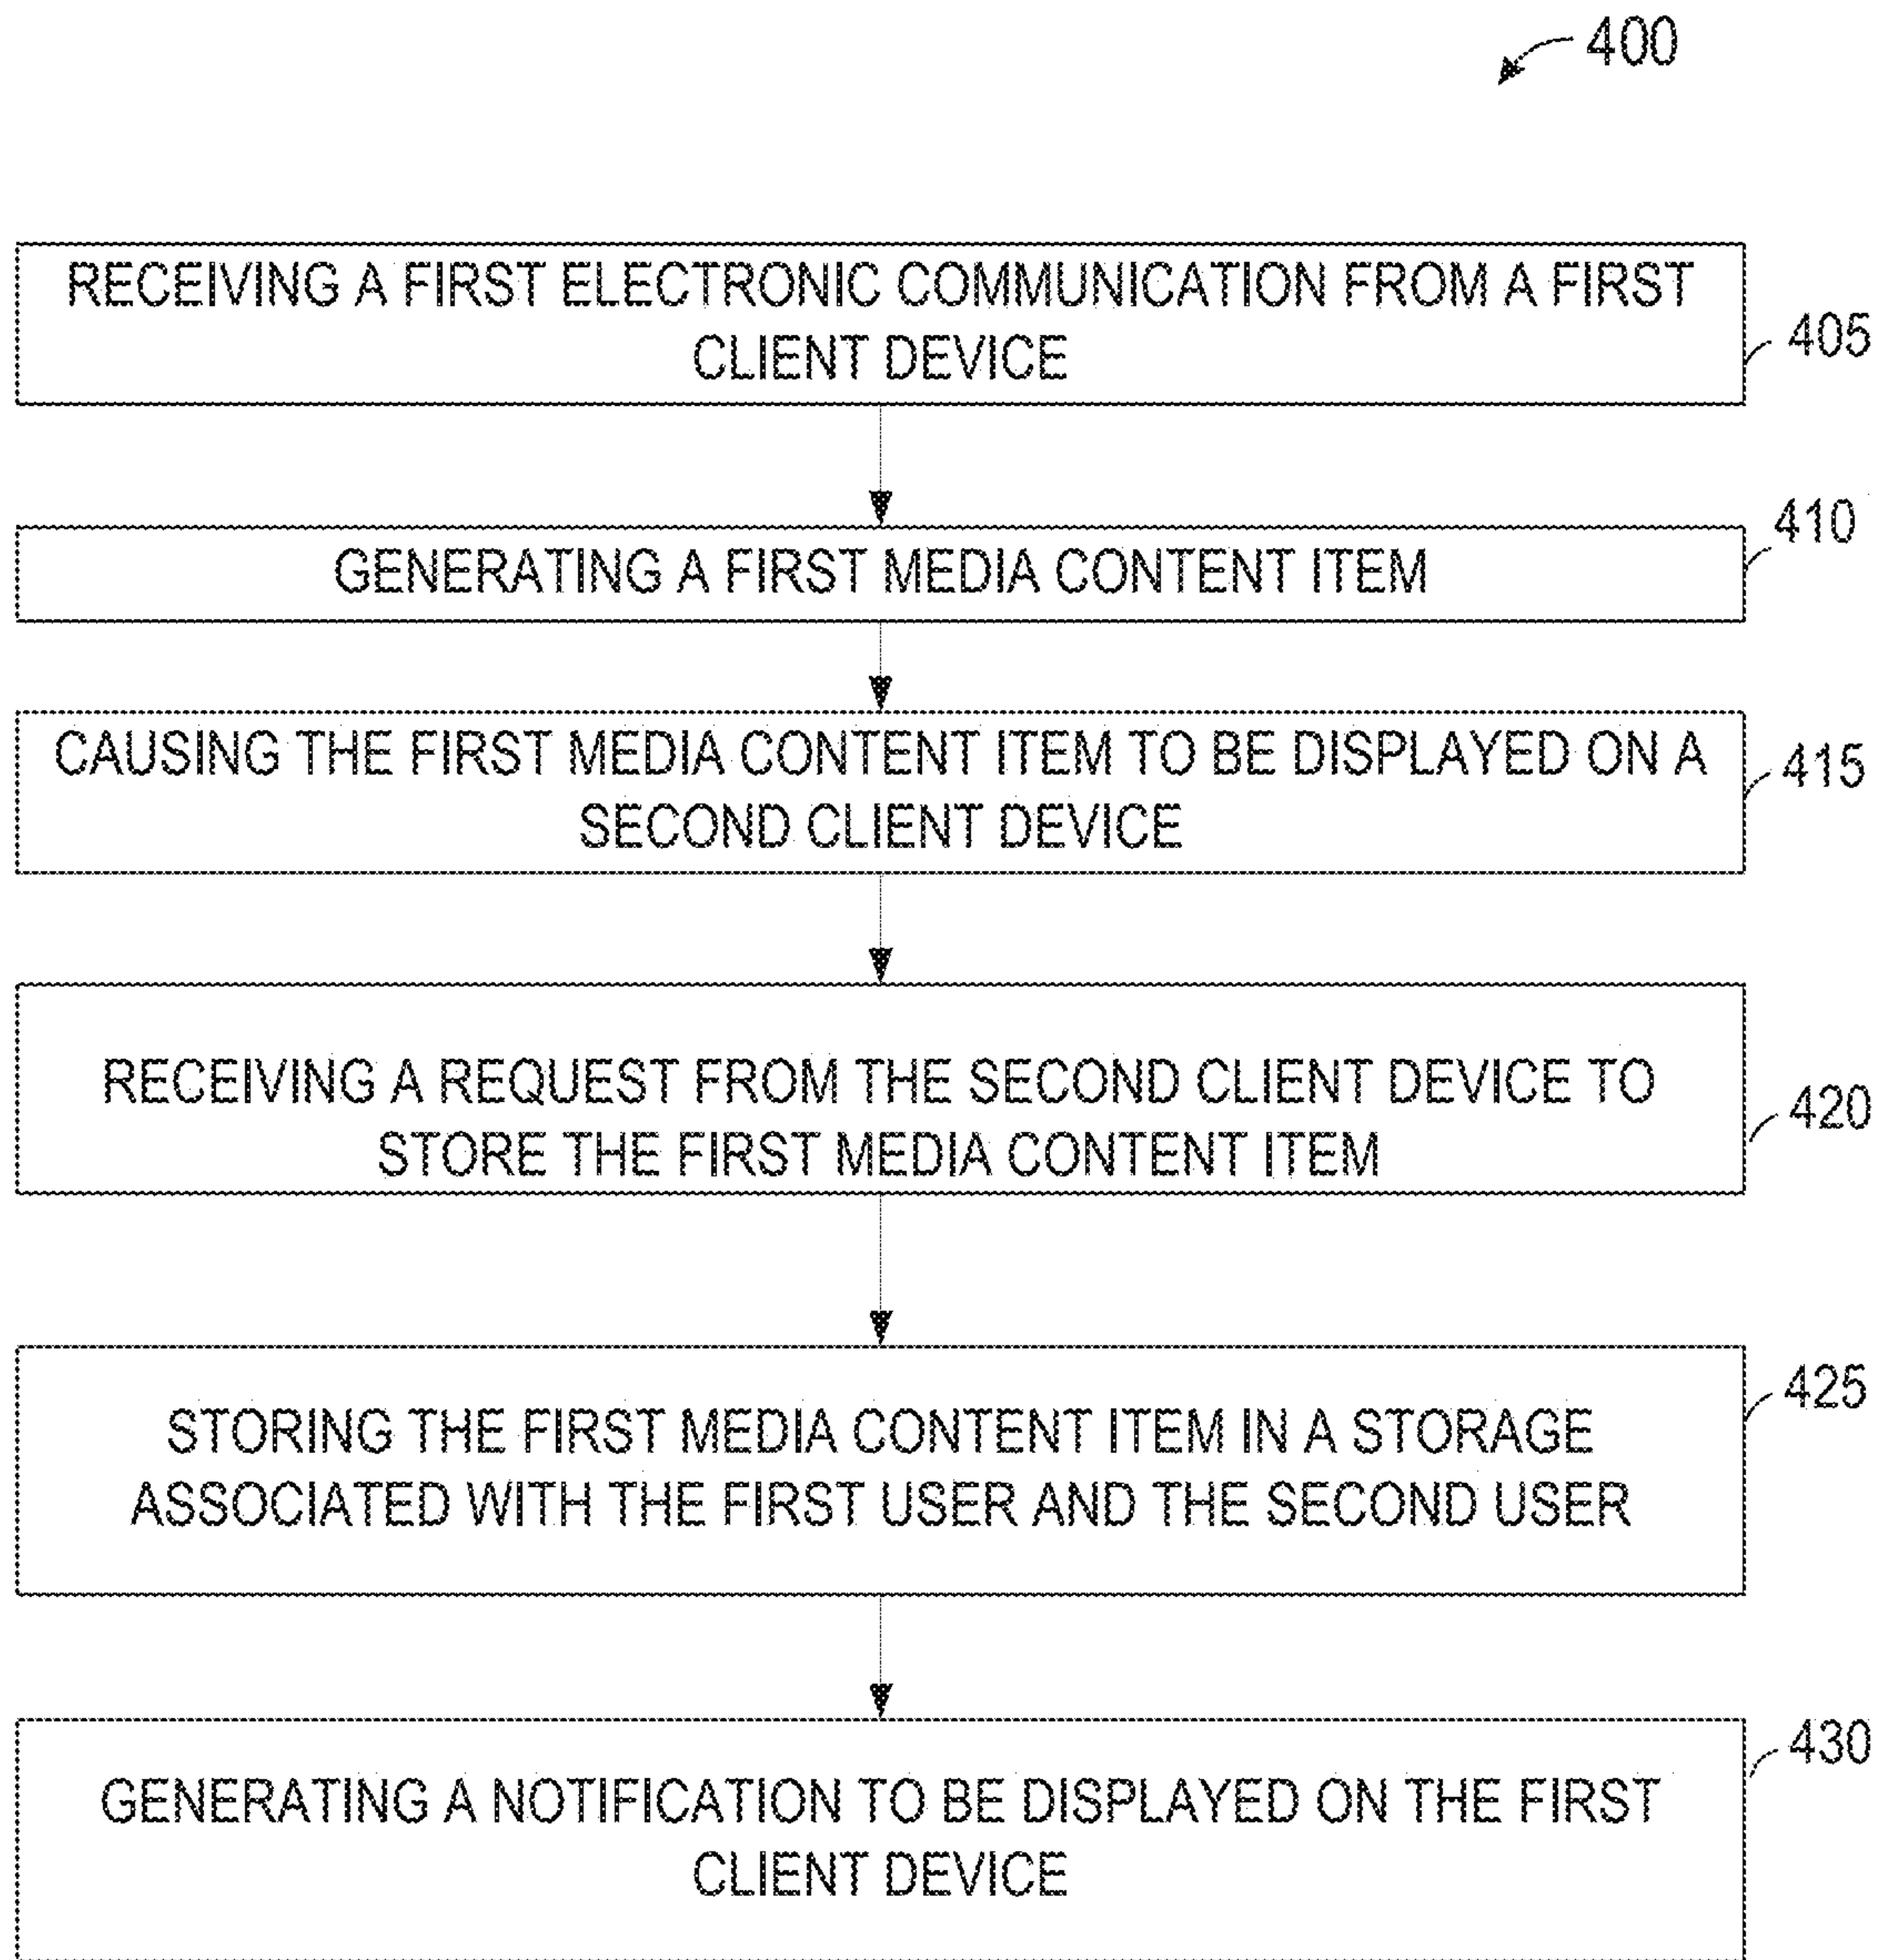 400
RECEIVING A FIRST ELECTRONIC COMMUNICATION FROM A FIRST
CLIENT DEVICE
405
GENERATING A FIRST MEDIA CONTENT ITEM
410
CAUSING THE FIRST MEDIA CONTENT ITEM TO BE DISPLAYED ON A
SECOND CLIENT DEVICE
415
RECEIVING A REQUEST FROM THE SECOND CLIENT DEVICE TO
STORE THE FIRST MEDIA CONTENT ITEM
420
STORING THE FIRST MEDIA CONTENT ITEM IN A STORAGE
ASSOCIATED WITH THE FIRST USER AND THE SECOND USER
425
GENERATING A NOTIFICATION TO BE DISPLAYED ON THE FIRST
CLIENT DEVICE
430